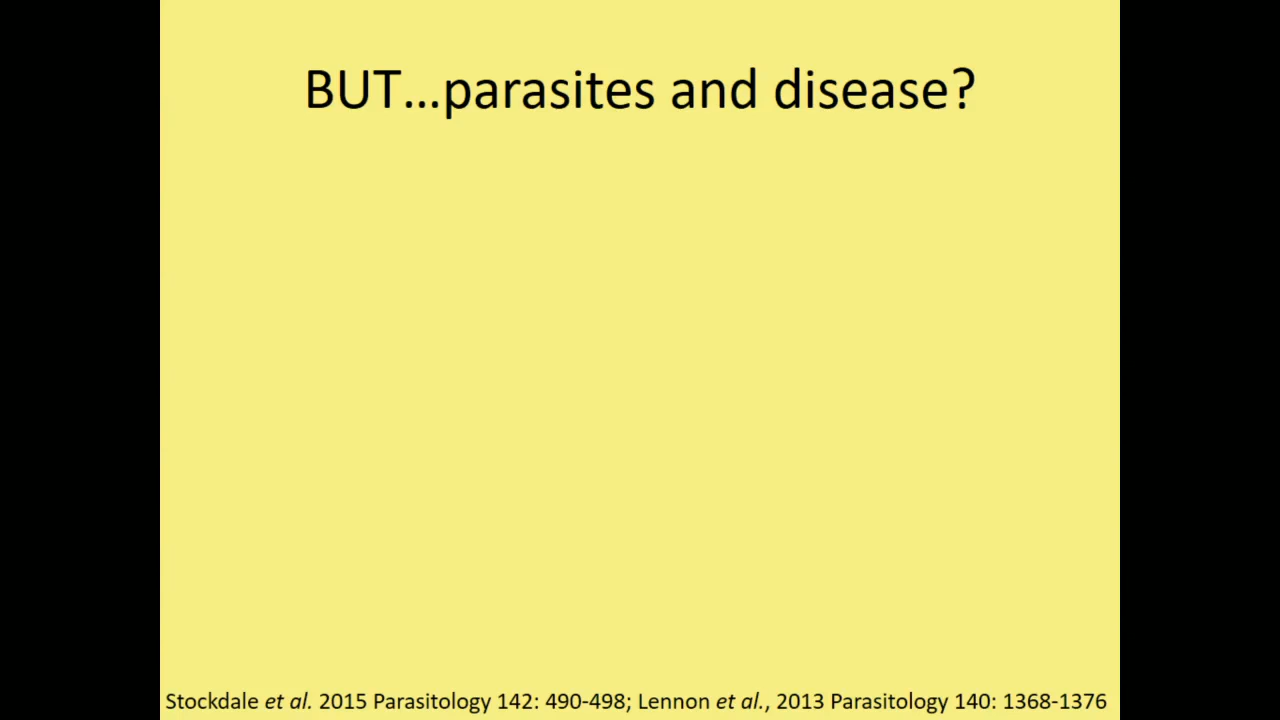 BUT...parasites and disease?
Stockdale et al. 2015 Parasitology 142: 490-498; Lennon et al., 2013 Parasitology 140: 1368-1376